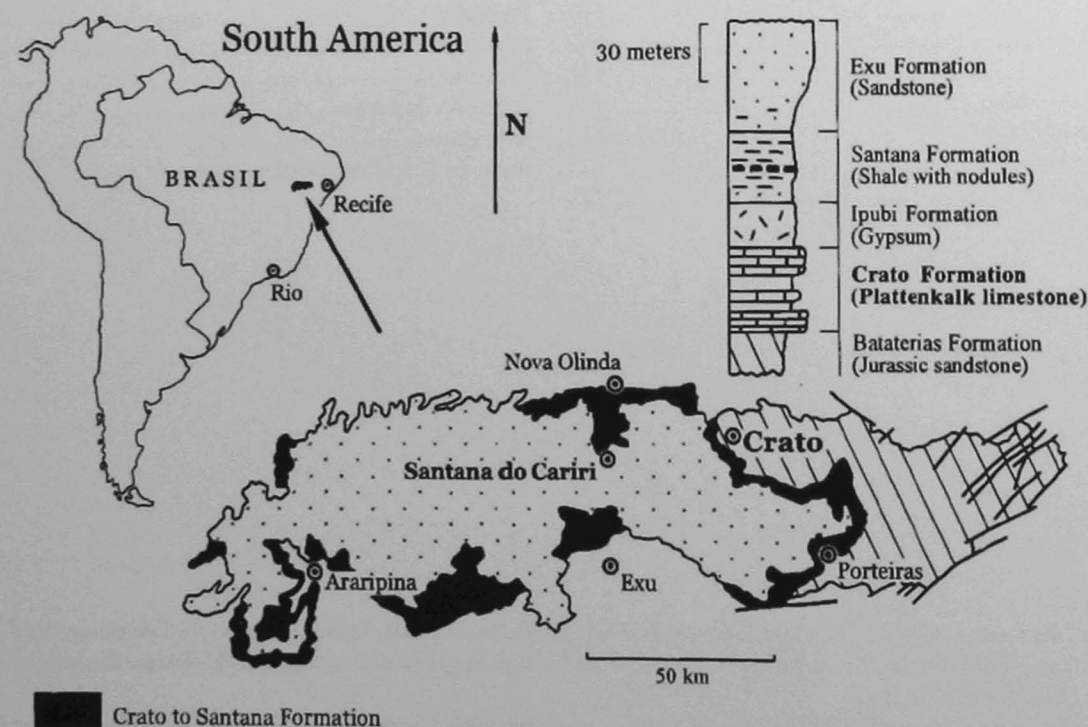 South America
N
BRASIL
Recife
Rio
30 meters
Exu Formation
(Sandstone)
Santana Formation
(Shale with nodules)
Ipubi Formation
(Gypsum)
Crato Formation
(Plattenkalk limestone)
Bataterias Formation
(Jurassic sandstone)
Nova Olinda
Crato
Santana do Cariri
Araripina
Exu
Porteiras
50 km
Crato to Santana Formation